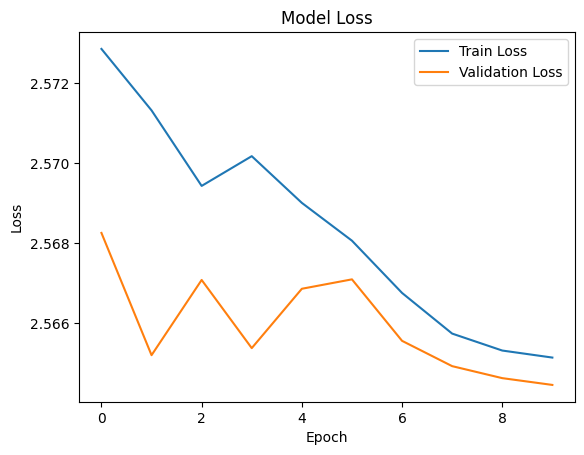 Model Loss
Train Loss
Validation Loss
2.572
2.570
2.568
2.566
Loss
0 2 4 6 8
Epoch